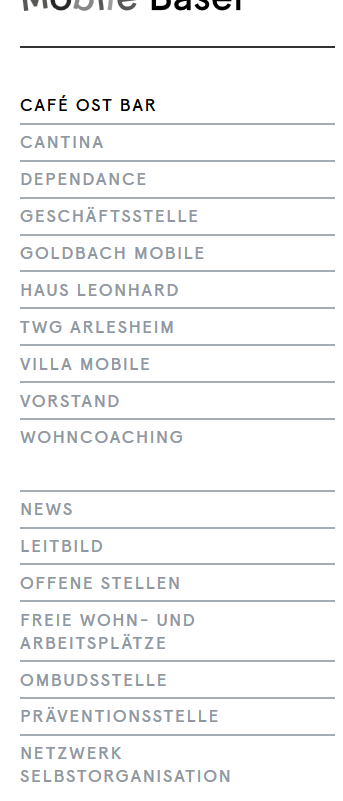 Mobile Basel
CAFÉ OST BAR
CANTINA
DEPENDANCE
GESCHÄFTSSTELLE
GOLDBACH MOBILE
HAUS LEONHARD
TWG ARLESHEIM
VILLA MOBILE
VORSTAND
WOHNCOACHING
NEWS
LEITBILD
OFFENE STELLEN
FREIE WOHN- UND
ARBEITSPLÄTZE
OMBUDSSTELLE
PRÄVENTIONSSTELLE
NETZWERK
SELBSTORGANISATION